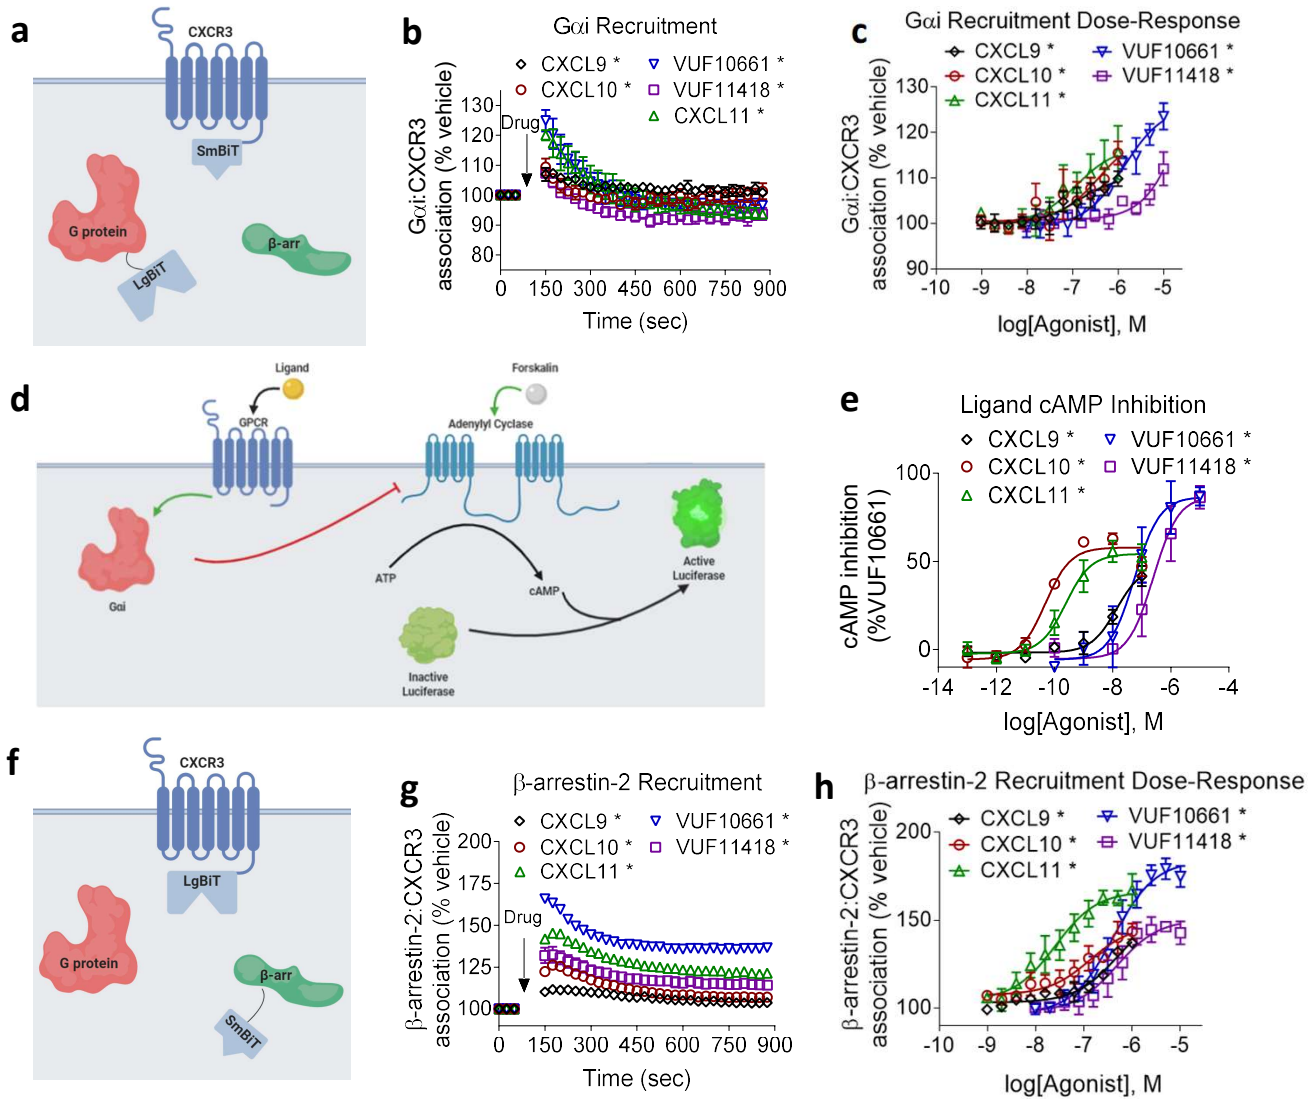 a
CXCR3
SmBiT
G protein
LgBiT
β-arr
b
Gαi Recruitment
CXCL9 *
VUF10661 *
CXCL10 *
VUF11418 *
CXCL11 *
Drug
Gαi:CXCR3
association (% vehicle)
130
120
110
100
90
80
0 150 300 450 600 750 900
Time (sec)
c
Gαi Recruitment Dose-Response
CXCL9 *
VUF10661 *
CXCL10 *
VUF11418 *
CXCL11 *
Gαi:CXCR3
association (% vehicle)
130
120
110
100
90
-10 -9 -8 -7 -6 -5
log[Agonist], M
d
Ligand
Forskalin
GPCR
Adenylyl Cyclase
Gαi
ATP
cAMP
Active
Luciferase
Inactive
Luciferase
e
Ligand cAMP Inhibition
CXCL9 *
VUF10661 *
CXCL10 *
VUF11418 *
CXCL11 *
cAMP inhibition
(%VUF10661)
100
50
0
-14 -12 -10 -8 -6 -4
log[Agonist], M
f
CXCR3
LgBiT
G protein
β-arr
SmBiT
g
β-arrestin-2 Recruitment
CXCL9 *
VUF10661 *
CXCL10 *
VUF11418 *
CXCL11 *
Drug
β-arrestin-2:CXCR3
association (% vehicle)
200
175
150
125
100
0 150 300 450 600 750 900
Time (sec)
h
β-arrestin-2 Recruitment Dose-Response
CXCL9 *
VUF10661 *
CXCL10 *
VUF11418 *
CXCL11 *
β-arrestin-2:CXCR3
association (% vehicle)
200
150
100
-10 -9 -8 -7 -6 -5
log[Agonist], M